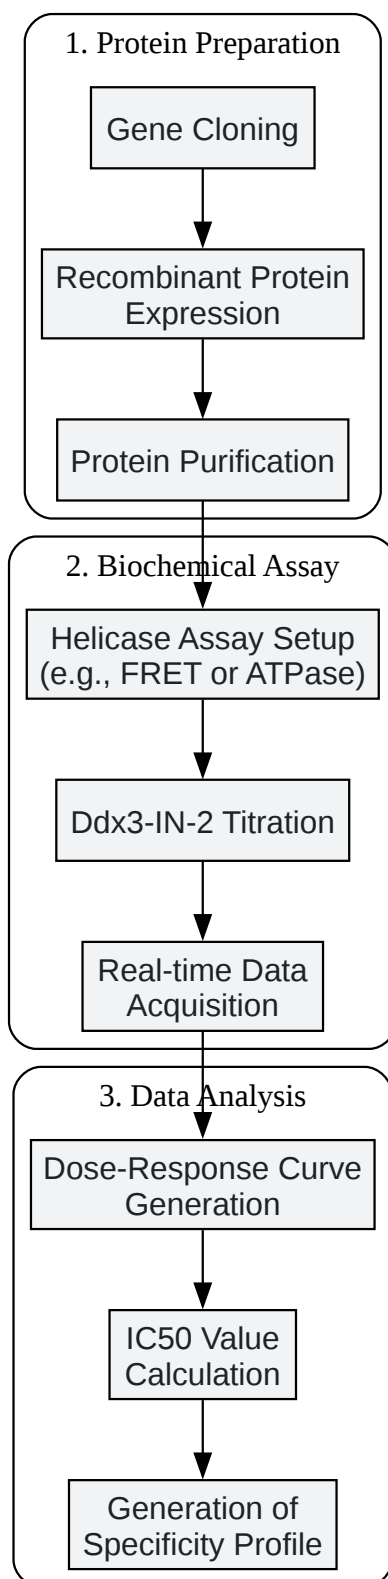 1. Protein Preparation
Gene Cloning
Recombinant Protein
Expression
Protein Purification
2. Biochemical Assay
Helicase Assay Setup
(e.g., FRET or ATPase)
Ddx3-IN-2 Titration
Real-time Data
Acquisition
3. Data Analysis
Dose-Response Curve
Generation
IC50 Value
Calculation
Generation of
Specificity Profile